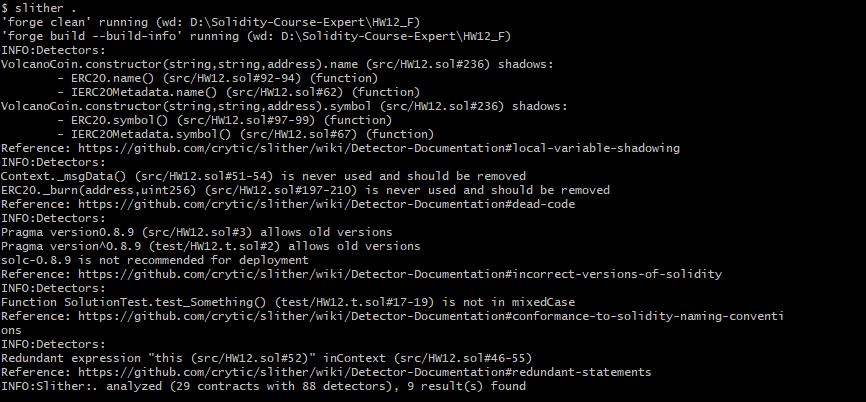 $ slither .
'forge clean' running (wd: D:\Solidity-Course-Expert\HW12_F)
'forge build --build-info' running (wd: D:\Solidity-Course-Expert\HW12_F)
INFO:Detectors:
VolcanoCoin.constructor(string,string,address).name (src/HW12.sol#236) shadows:
        - ERC20.name() (src/HW12.sol#92-94) (function)
        - IERC20Metadata.name() (src/HW12.sol#62) (function)
VolcanoCoin.constructor(string,string,address).symbol (src/HW12.sol#236) shadows:
        - ERC20.symbol() (src/HW12.sol#97-99) (function)
        - IERC20Metadata.symbol() (src/HW12.sol#67) (function)
Reference: https://github.com/crytic/slither/wiki/Detector-Documentation#local-variable-shadowing
INFO:Detectors:
Context._msgData() (src/HW12.sol#51-54) is never used and should be removed
ERC20._burn(address,uint256) (src/HW12.sol#197-210) is never used and should be removed
Reference: https://github.com/crytic/slither/wiki/Detector-Documentation#dead-code
INFO:Detectors:
Pragma version0.8.9 (src/HW12.sol#3) allows old versions
Pragma version^0.8.9 (test/HW12.t.sol#2) allows old versions
solc-0.8.9 is not recommended for deployment
Reference: https://github.com/crytic/slither/wiki/Detector-Documentation#incorrect-versions-of-solidity
INFO:Detectors:
Function SolutionTest.test_Something() (test/HW12.t.sol#17-19) is not in mixedCase
Reference: https://github.com/crytic/slither/wiki/Detector-Documentation#conformance-to-solidity-naming-conventi
ons
INFO:Detectors:
Redundant expression "this (src/HW12.sol#52)" inContext (src/HW12.sol#46-55)
Reference: https://github.com/crytic/slither/wiki/Detector-Documentation#redundant-statements
INFO:Slither:. analyzed (29 contracts with 88 detectors), 9 result(s) found